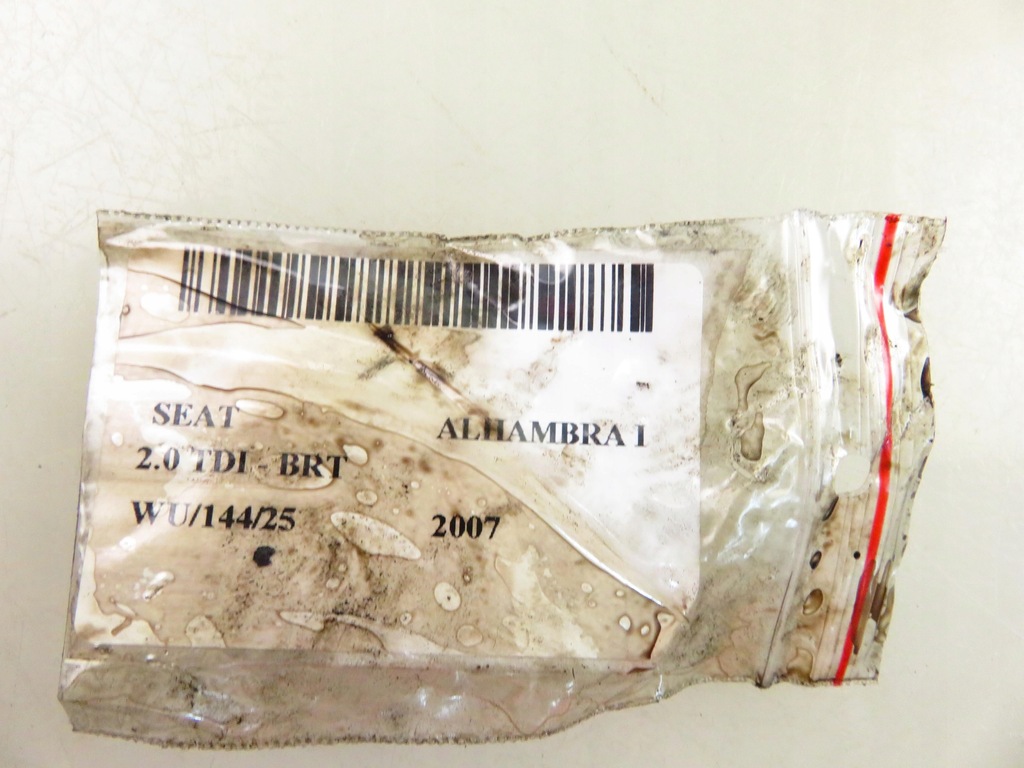 SEAT ALHAMBRA I
2.0 TDI - BRT
WU/144/25 2007